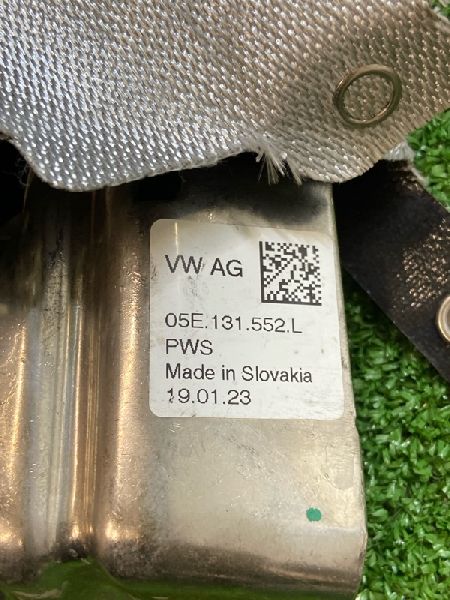 VW AG
05E.131.552.L
PWS
Made in Slovakia
19.01.23